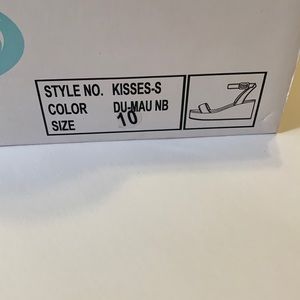 STYLE NO. KISSES-S
COLOR DU-MAU NB
SIZE 10